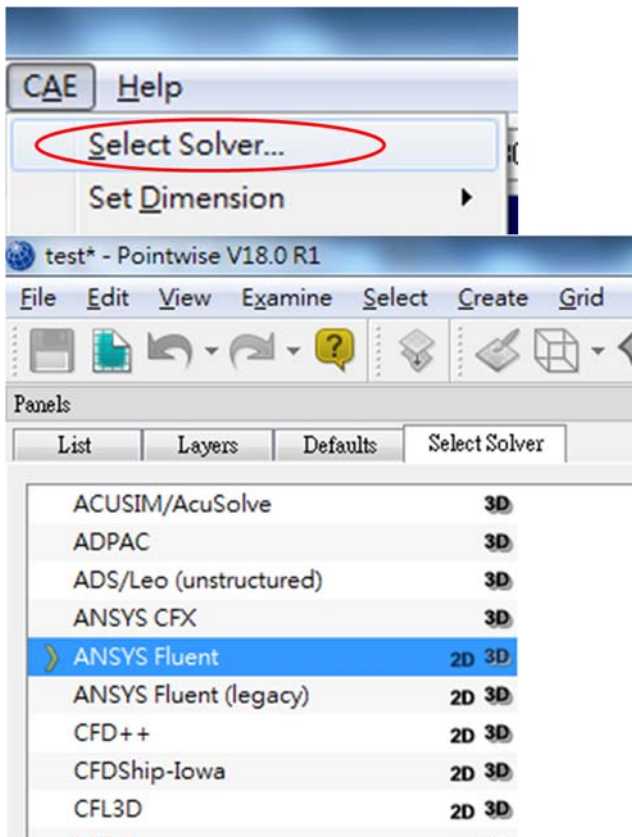 CAE Help
Select Solver...
Set Dimension
test* - Pointwise V18.0 R1
File Edit View Examine Select Create Grid
Panels
List Layers Defaults Select Solver
ACUSIM/AcuSolve 3D
ADPAC 3D
ADS/Leo (unstructured) 3D
ANSYS CFX 3D
ANSYS Fluent 2D 3D
ANSYS Fluent (legacy) 2D 3D
CFD++ 2D 3D
CFDShip-Iowa 2D 3D
CFL3D 2D 3D